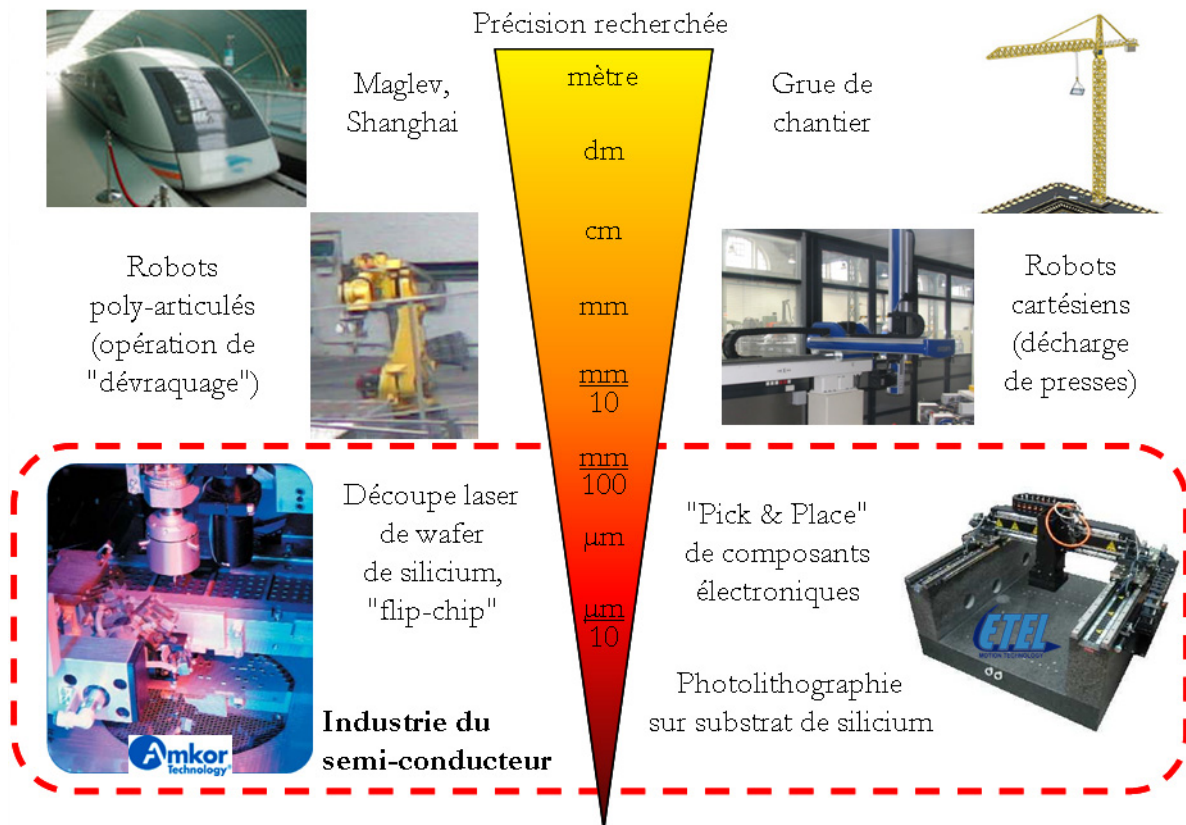 Précision recherchée
mètre
dm
cm
mm
mm
10
mm
100
µm
µm
10
Maglev,
Shanghai
Grue de
chantier
Robots
poly-articulés
(opération de
"dévraquage")
Robots
cartésiens
(décharge
de presses)
Découpe laser
de wafer
de silicium,
"flip-chip"
"Pick & Place"
de composants
électroniques
ETEL
MOTION TECHNOLOGY
Photolithographie
sur substrat de silicium
Industrie du
semi-conducteur
Amkor
Technology®